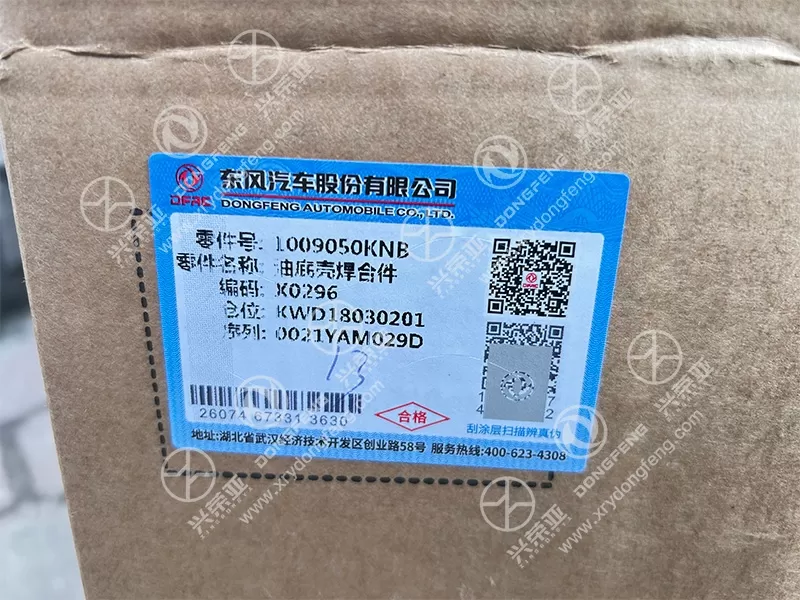 东风汽车股份有限公司
DFAC
DONGFENG AUTOMOBILE CO., LTD.
零件号: 1009050KNB
零件名称: 油底壳焊合件
编码: X0296
仓位: KWD18030201
序列: 0021YAM029D
13
26074 67331 3630
合格
刮涂层扫描辨真伪
地址:湖北省武汉经济技术开发区创业路58号 服务热线:400-623-4308
兴荣亚 DONGFENG
www.xrydongfeng.com